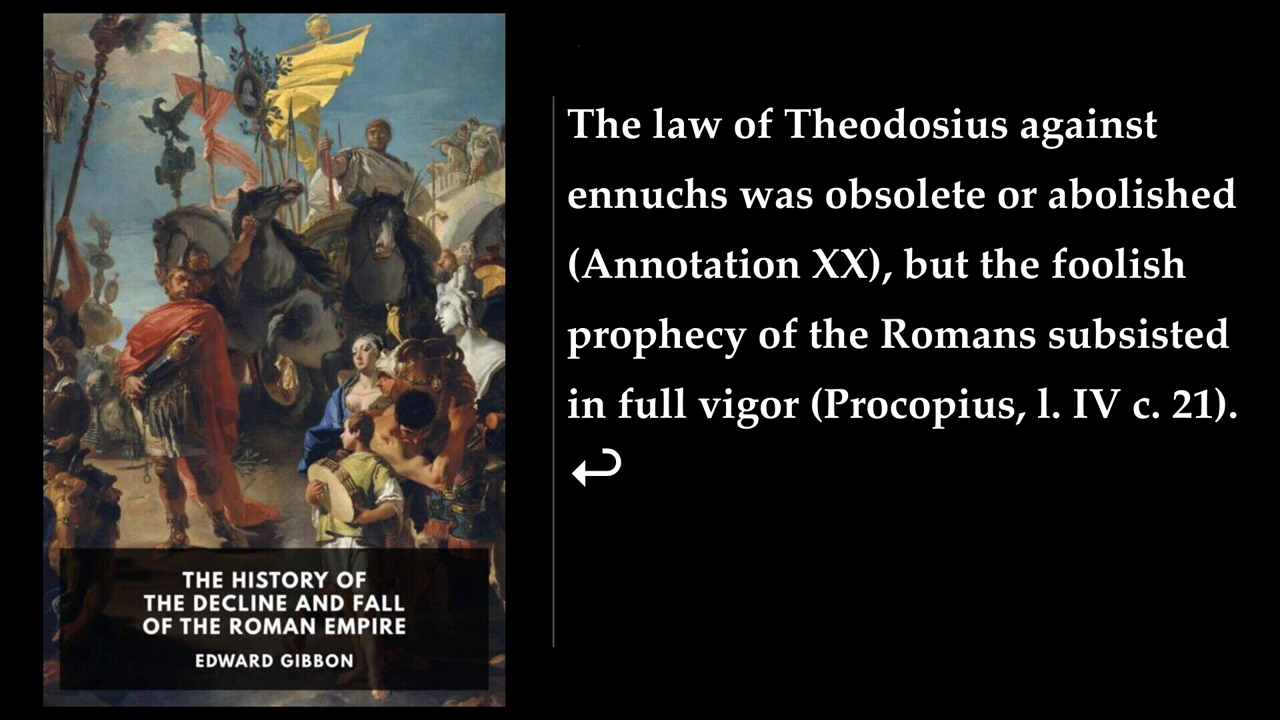 The law of Theodosius against
ennuchs was obsolete or abolished
(Annotation XX), but the foolish
prophecy of the Romans subsisted
in full vigor (Procopius, l. IV c. 21).
↩
THE HISTORY OF
THE DECLINE AND FALL
OF THE ROMAN EMPIRE
EDWARD GIBBON